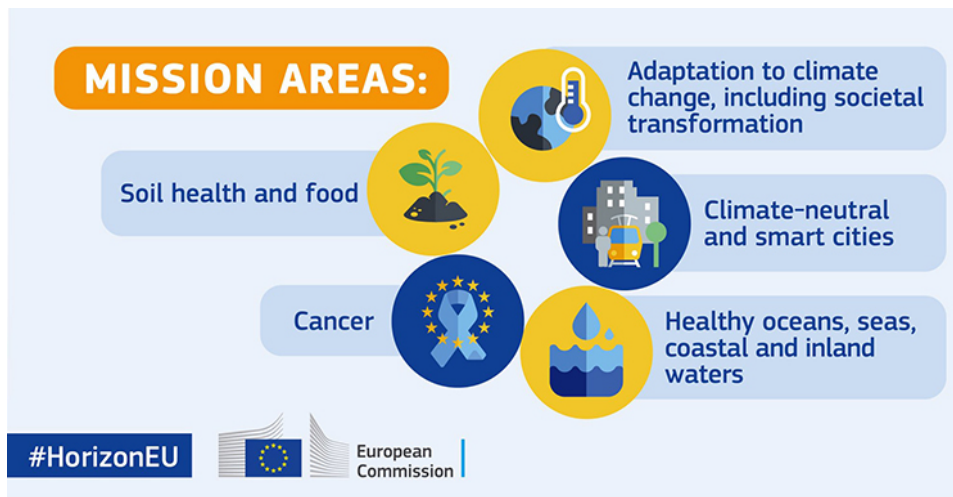 MISSION AREAS:
Adaptation to climate
change, including societal
transformation
Soil health and food
Climate-neutral
and smart cities
Cancer
Healthy oceans, seas,
coastal and inland
waters
#HorizonEU
European
Commission